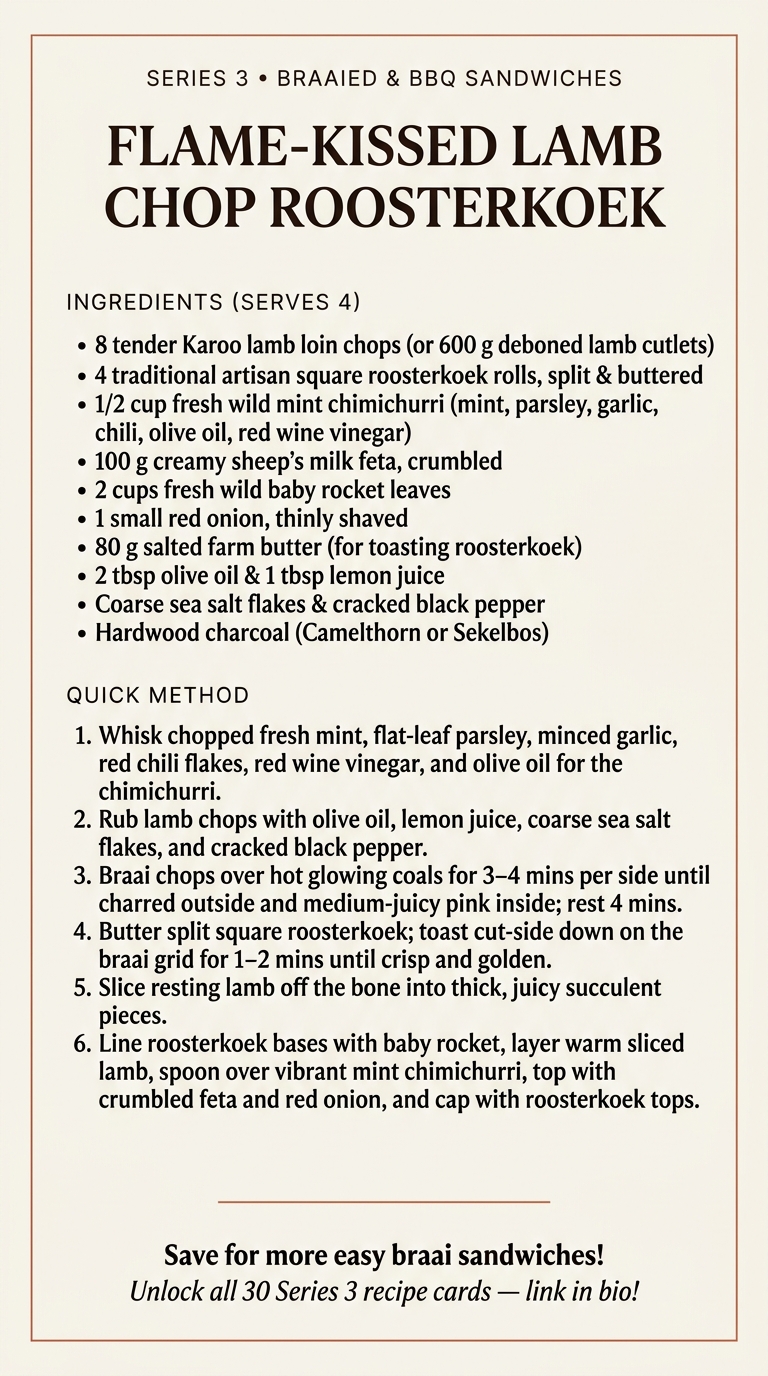 SERIES 3 • BRAAIED & BBQ SANDWICHES
FLAME-KISSED LAMB
CHOP ROOSTERKOEK
INGREDIENTS (SERVES 4)
• 8 tender Karoo lamb loin chops (or 600 g deboned lamb cutlets)
• 4 traditional artisan square roosterkoek rolls, split & buttered
• 1/2 cup fresh wild mint chimichurri (mint, parsley, garlic,
chili, olive oil, red wine vinegar)
• 100 g creamy sheep’s milk feta, crumbled
• 2 cups fresh wild baby rocket leaves
• 1 small red onion, thinly shaved
• 80 g salted farm butter (for toasting roosterkoek)
• 2 tbsp olive oil & 1 tbsp lemon juice
• Coarse sea salt flakes & cracked black pepper
• Hardwood charcoal (Camelthorn or Sekelbos)
QUICK METHOD
1. Whisk chopped fresh mint, flat-leaf parsley, minced garlic,
red chili flakes, red wine vinegar, and olive oil for the
chimichurri.
2. Rub lamb chops with olive oil, lemon juice, coarse sea salt
flakes, and cracked black pepper.
3. Braai chops over hot glowing coals for 3–4 mins per side until
charred outside and medium-juicy pink inside; rest 4 mins.
4. Butter split square roosterkoek; toast cut-side down on the
braai grid for 1–2 mins until crisp and golden.
5. Slice resting lamb off the bone into thick, juicy succulent
pieces.
6. Line roosterkoek bases with baby rocket, layer warm sliced
lamb, spoon over vibrant mint chimichurri, top with
crumbled feta and red onion, and cap with roosterkoek tops.
Save for more easy braai sandwiches!
Unlock all 30 Series 3 recipe cards — link in bio!